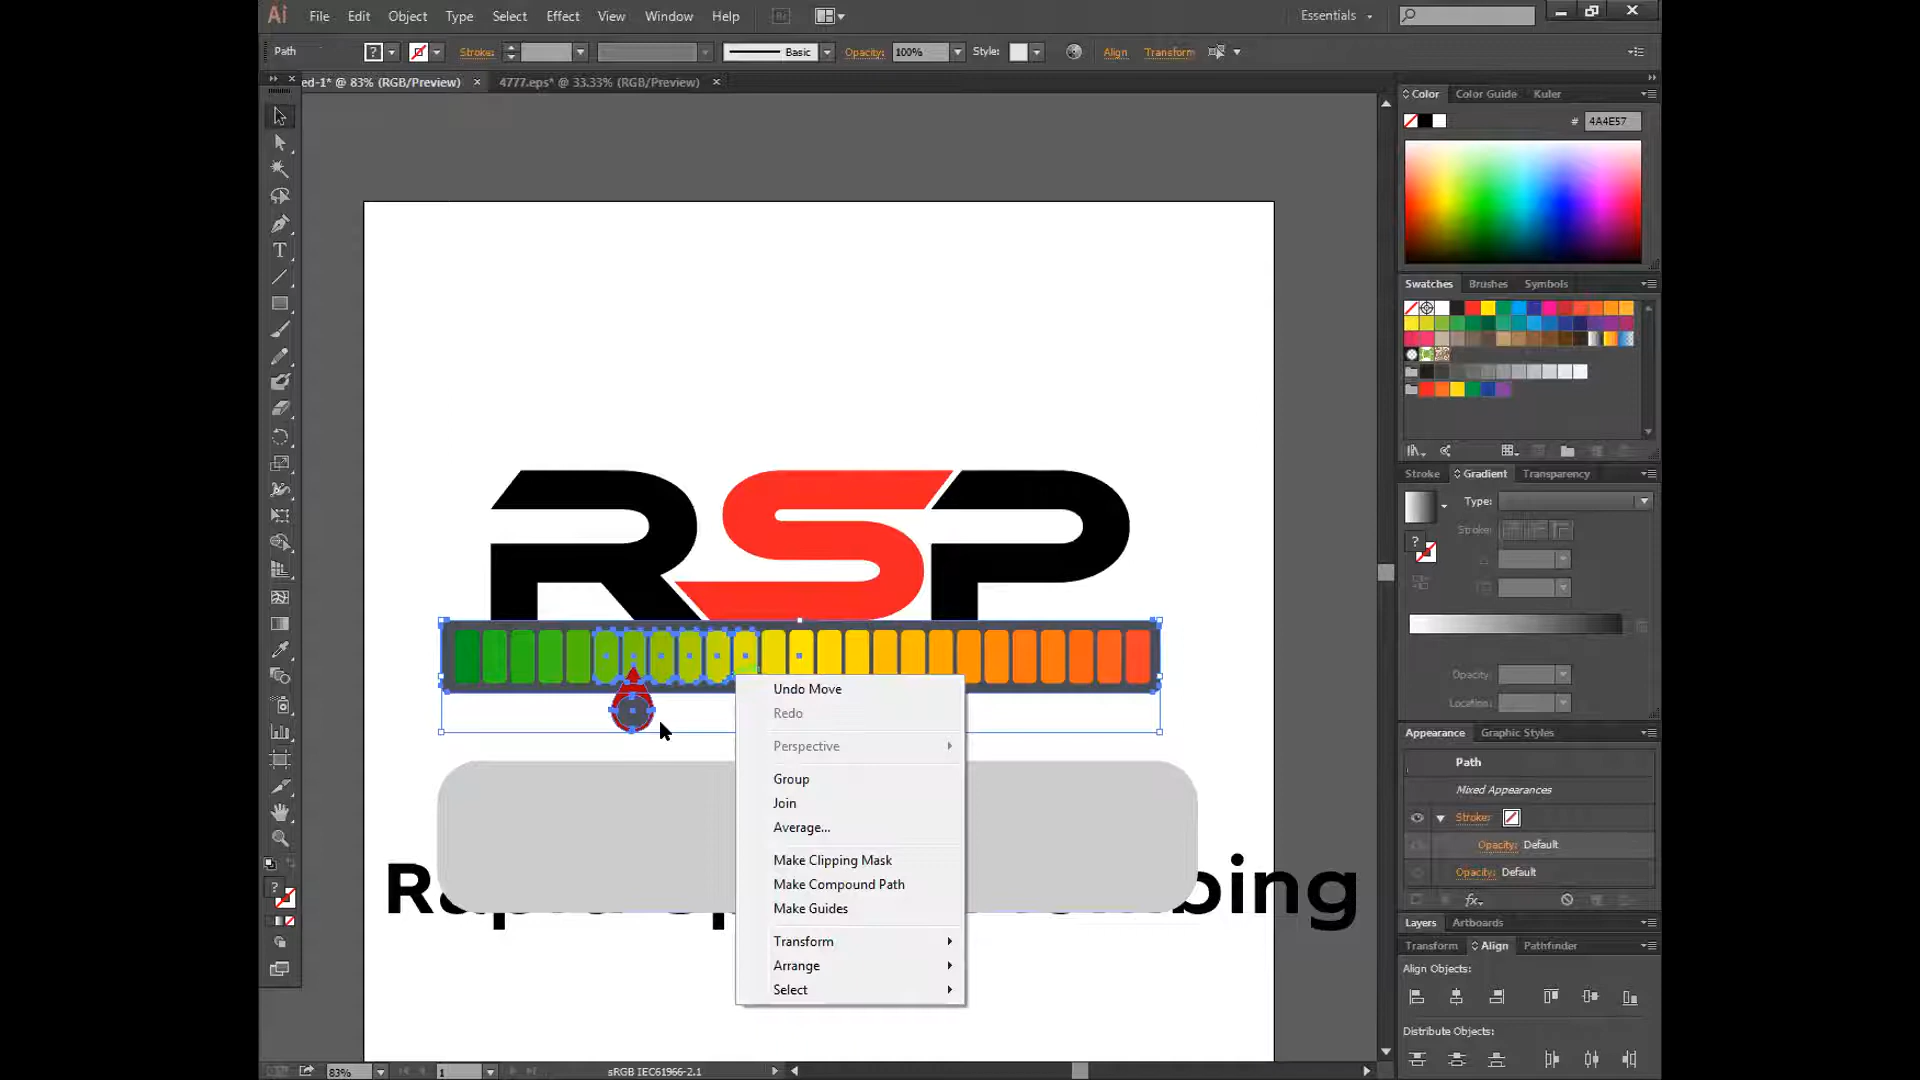 Ai File Edit Object Type Select Effect View Window Help Br Essentials
Path ? Stroke: Basic Opacity: 100% Style: Align Transform
ed-1* @ 83% (RGB/Preview) × 4777.eps* @ 33.33% (RGB/Preview) ×
Color Color Guide Kuler
# 4A4E57
Swatches Brushes Symbols
Stroke Gradient Transparency
Type:
Stroke:
Opacity:
Location:
RSP
Undo Move
Redo
Perspective
Group
Join
Average...
Make Clipping Mask
Make Compound Path
Make Guides
Transform
Arrange
Select
Appearance Graphic Styles
Path
Mixed Appearances
Stroke:
Opacity: Default
Opacity: Default
fx
Layers Artboards
Transform Align Pathfinder
Align Objects:
Distribute Objects:
83% 1 sRGB IEC61966-2.1